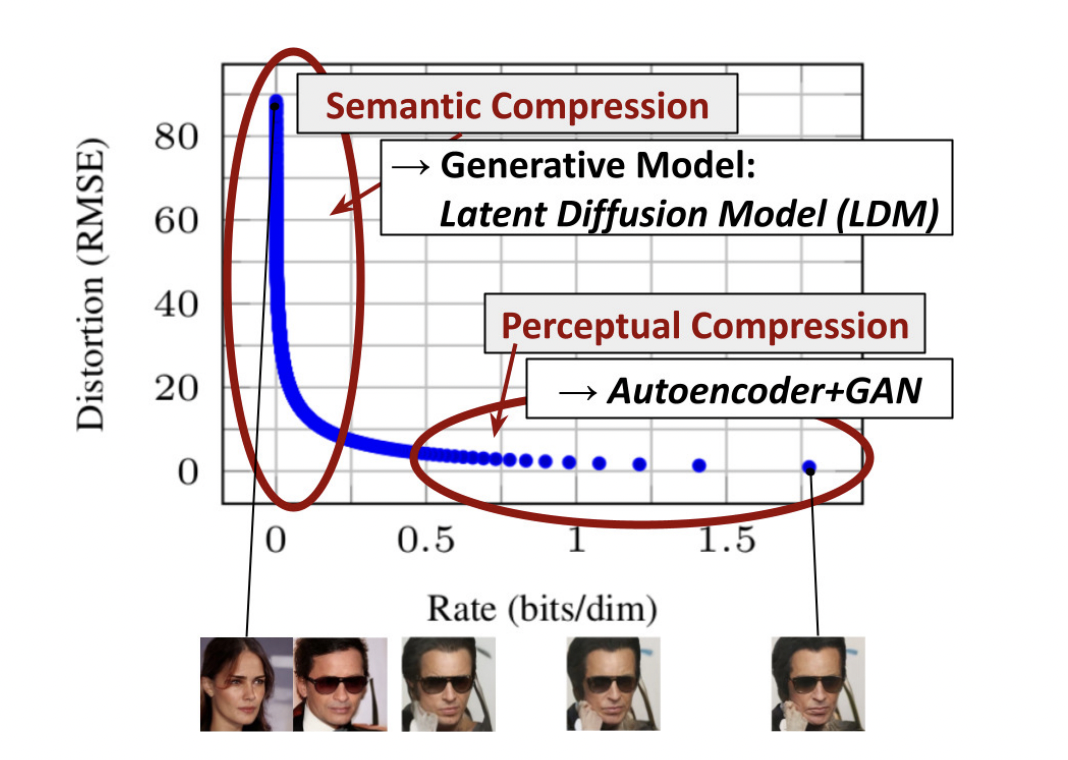 Semantic Compression
→ Generative Model:
Latent Diffusion Model (LDM)
Perceptual Compression
→ Autoencoder+GAN
Distortion (RMSE)
80
60
40
20
0
0 0.5 1 1.5
Rate (bits/dim)